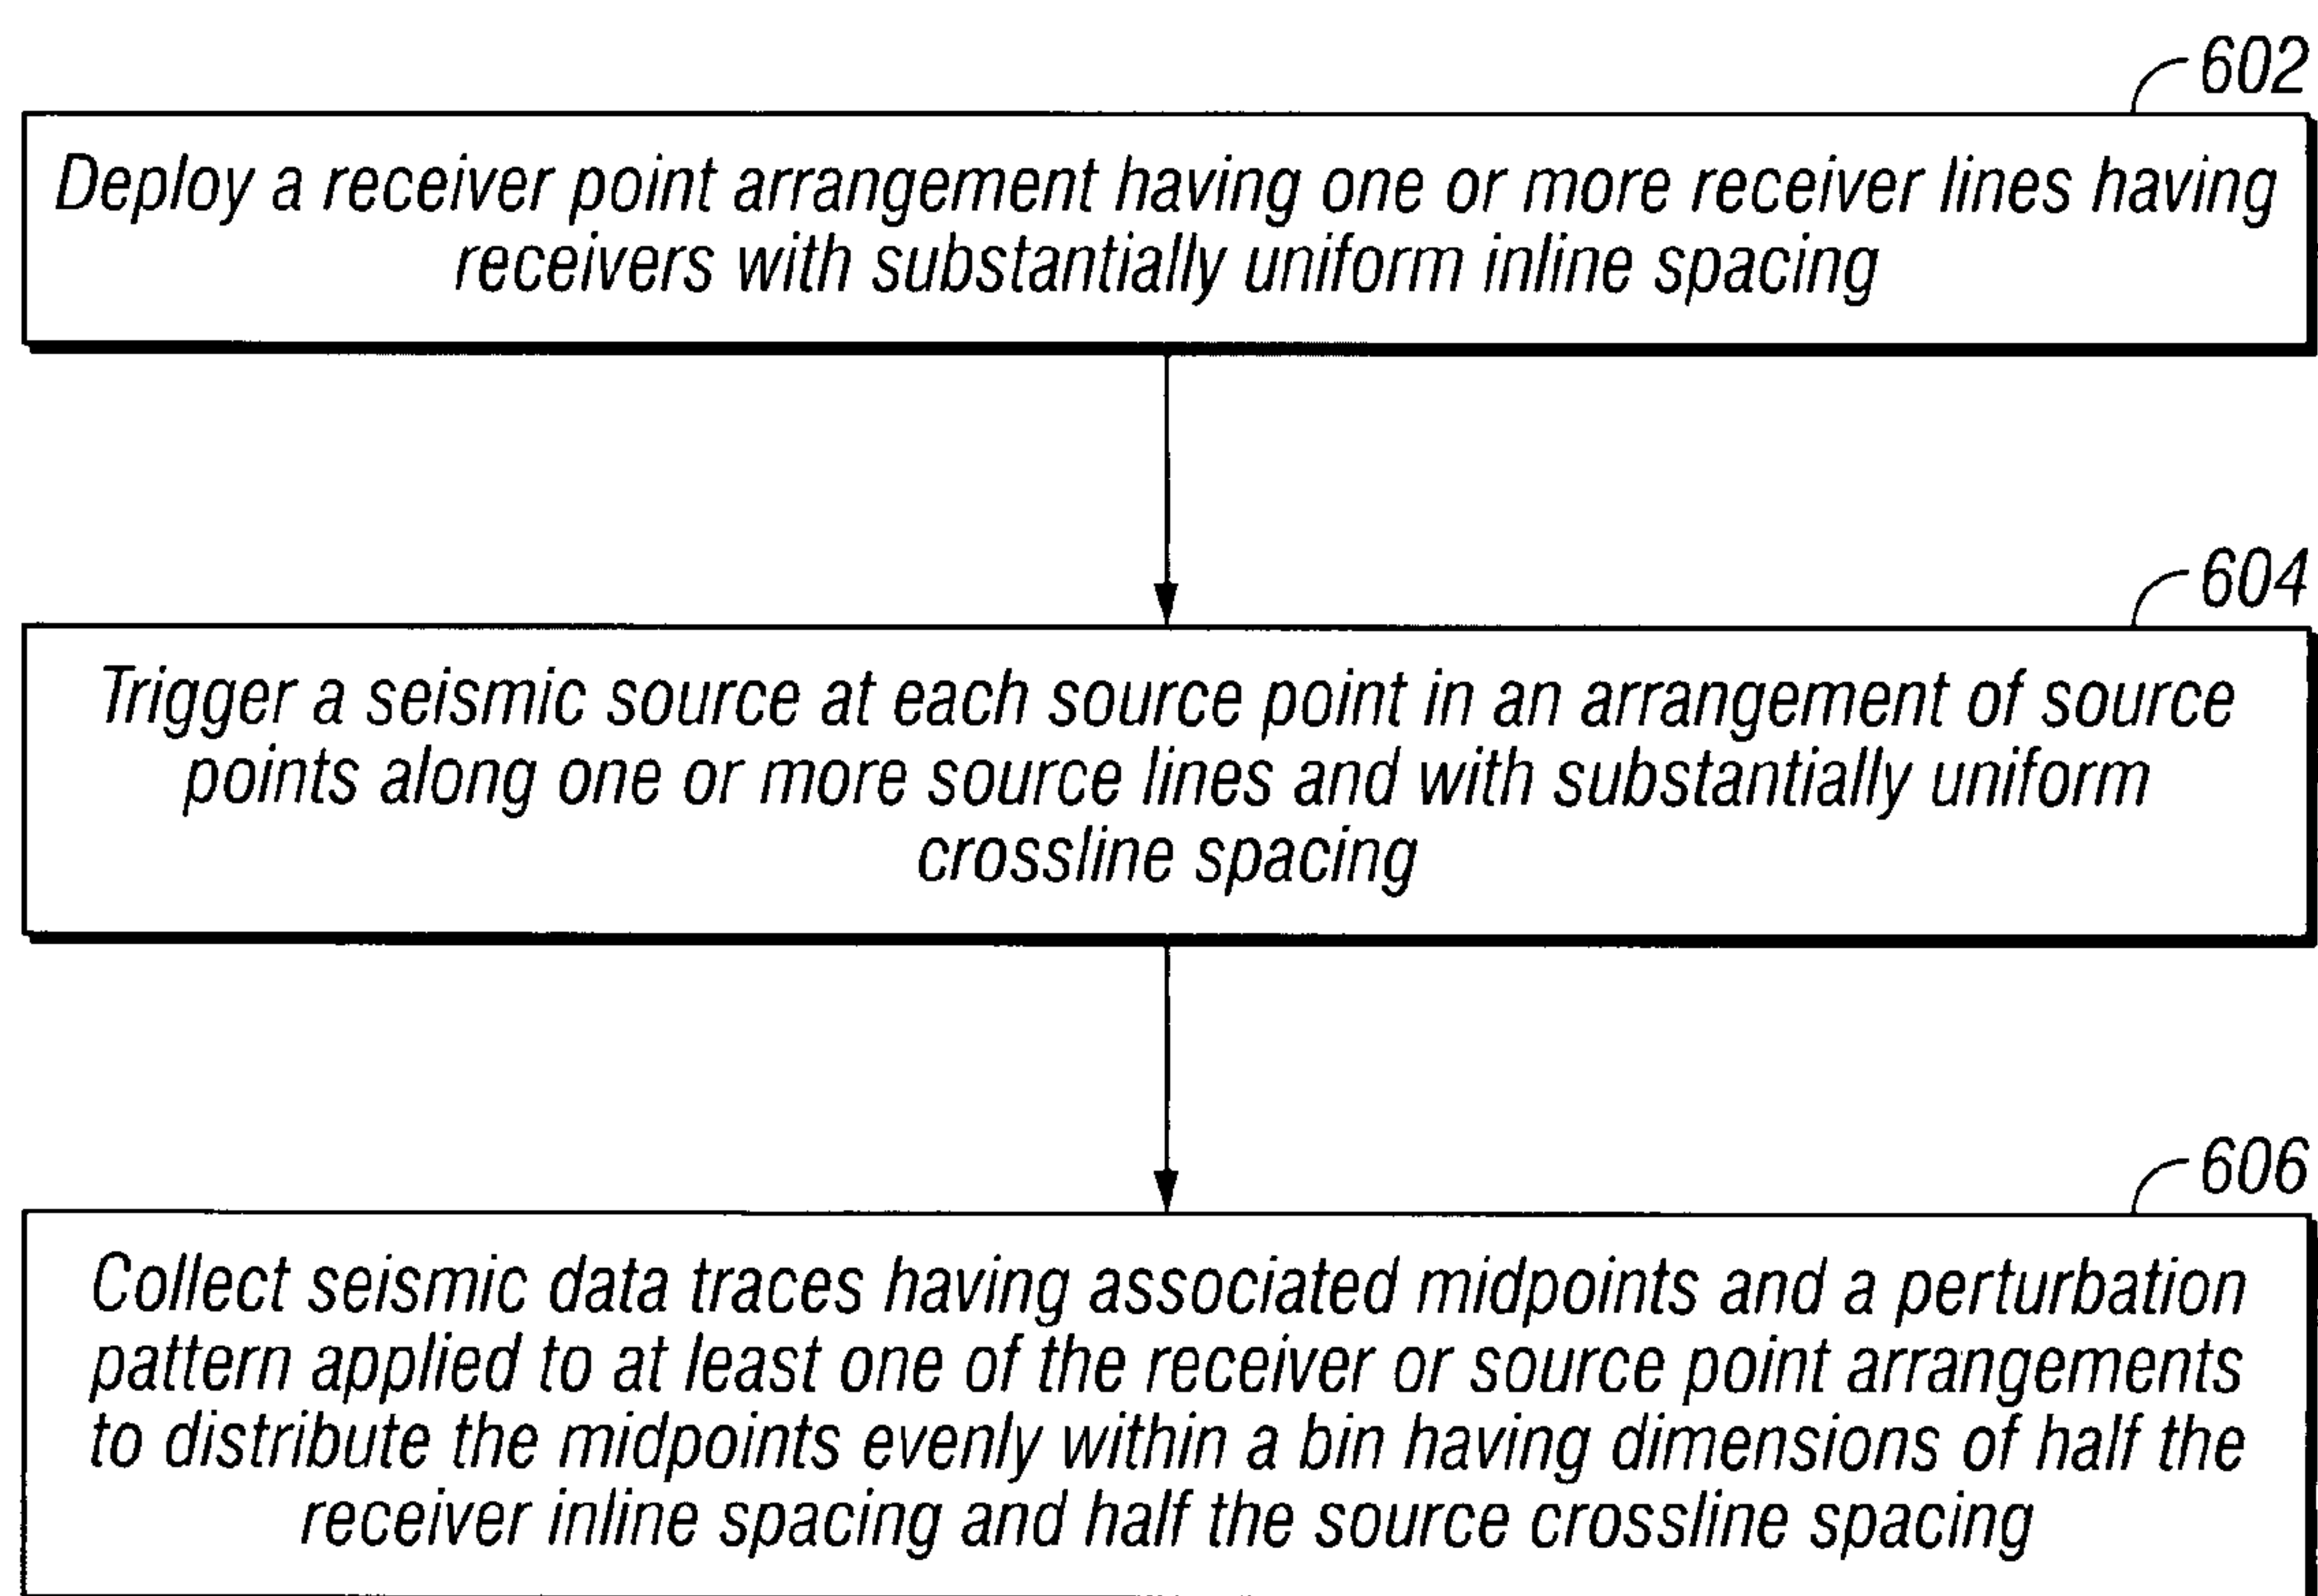 602
Deploy a receiver point arrangement having one or more receiver lines having
receivers with substantially uniform inline spacing
604
Trigger a seismic source at each source point in an arrangement of source
points along one or more source lines and with substantially uniform
crossline spacing
606
Collect seismic data traces having associated midpoints and a perturbation
pattern applied to at least one of the receiver or source point arrangements
to distribute the midpoints evenly within a bin having dimensions of half the
receiver inline spacing and half the source crossline spacing